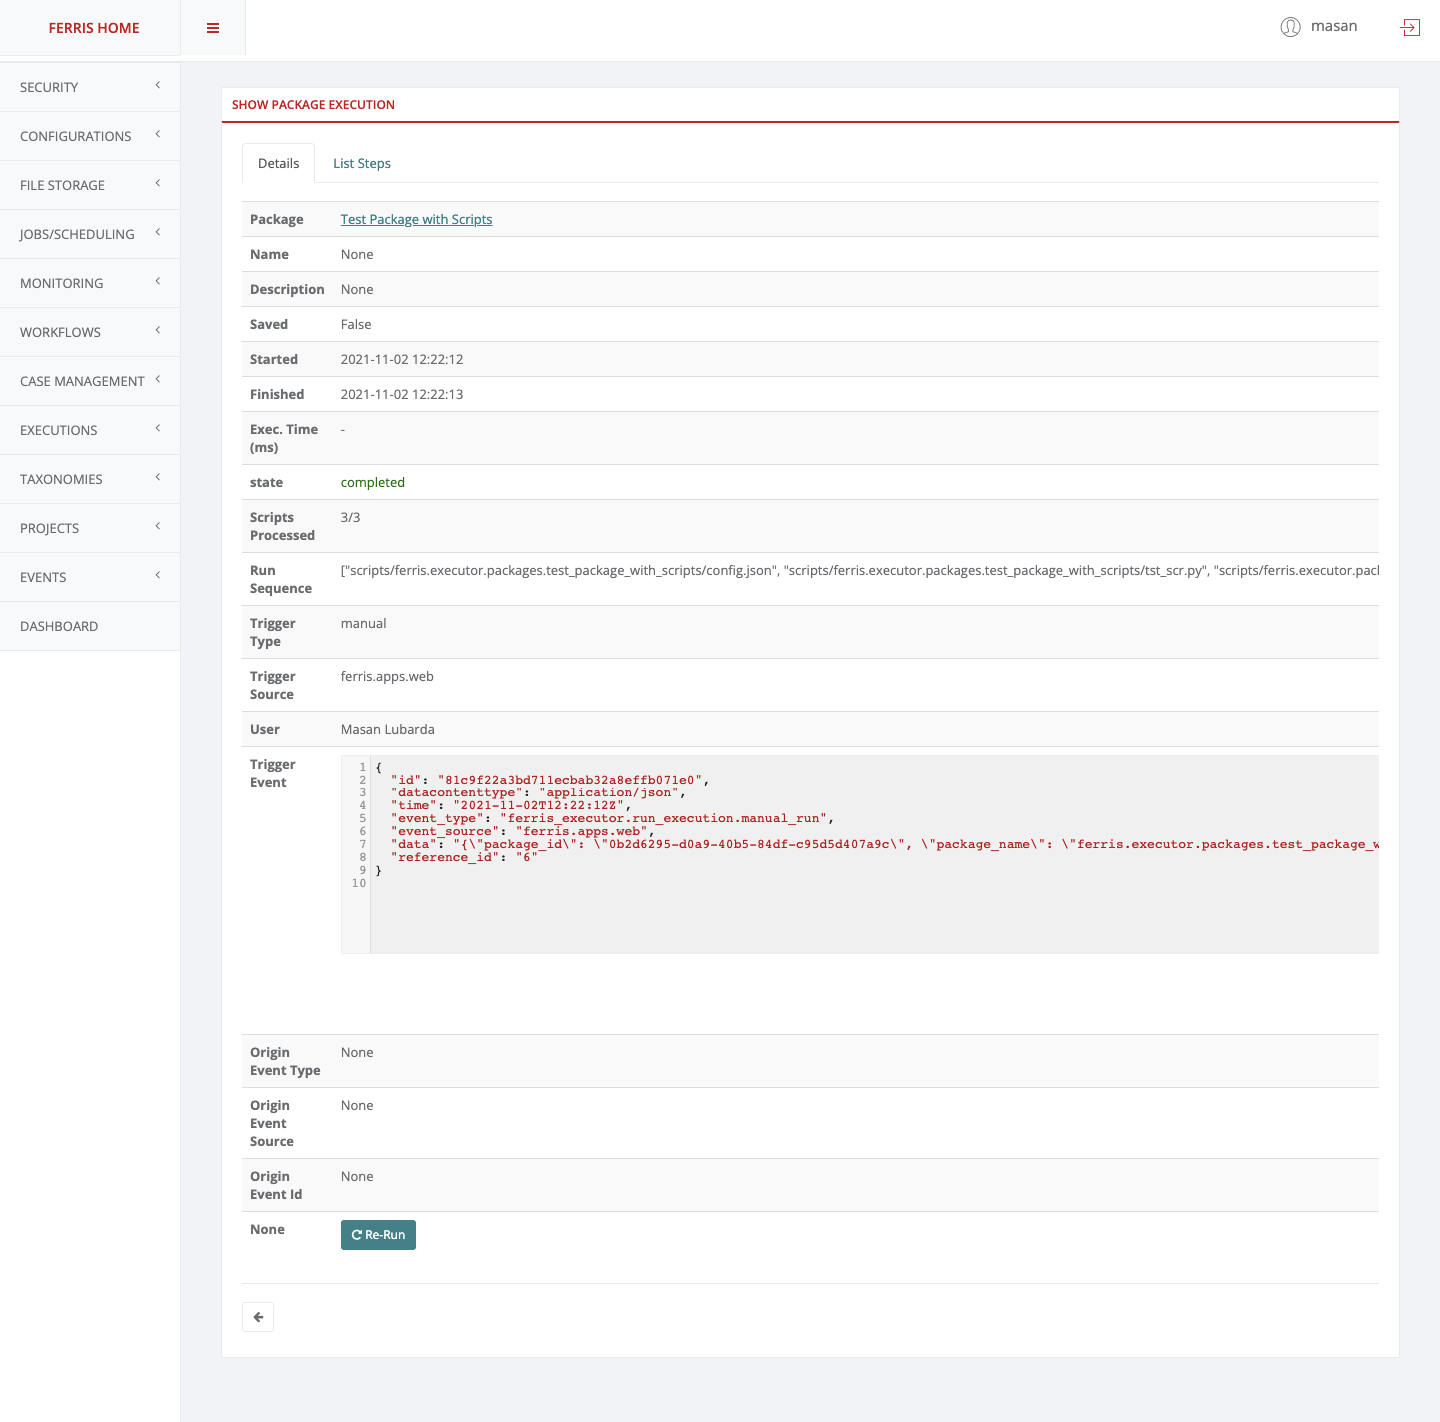 FERRIS HOME
masan
SECURITY
CONFIGURATIONS
FILE STORAGE
JOBS/SCHEDULING
MONITORING
WORKFLOWS
CASE MANAGEMENT
EXECUTIONS
TAXONOMIES
PROJECTS
EVENTS
DASHBOARD
SHOW PACKAGE EXECUTION
Details List Steps
Package Test Package with Scripts
Name None
Description None
Saved False
Started 2021-11-02 12:22:12
Finished 2021-11-02 12:22:13
Exec. Time -
(ms)
state completed
Scripts 3/3
Processed
Run ["scripts/ferris.executor.packages.test_package_with_scripts/config.json", "scripts/ferris.executor.packages.test_package_with_scripts/tst_scr.py", "scripts/ferris.executor.pacl
Sequence
Trigger manual
Type
Trigger ferris.apps.web
Source
User Masan Lubarda
Trigger
Event
1 {
2 "id": "81c9f22a3bd711ecbab32a8effb071e0",
3 "datacontenttype": "application/json",
4 "time": "2021-11-02T12:22:12Z",
5 "event_type": "ferris_executor.run_execution.manual_run",
6 "event_source": "ferris.apps.web",
7 "data": "{\"package_id\": \"0b2d6295-d0a9-40b5-84df-c95d5d407a9c\", \"package_name\": \"ferris.executor.packages.test_package_w
8 "reference_id": "6"
9 }
10
Origin None
Event Type
Origin None
Event
Source
Origin None
Event Id
None Re-Run